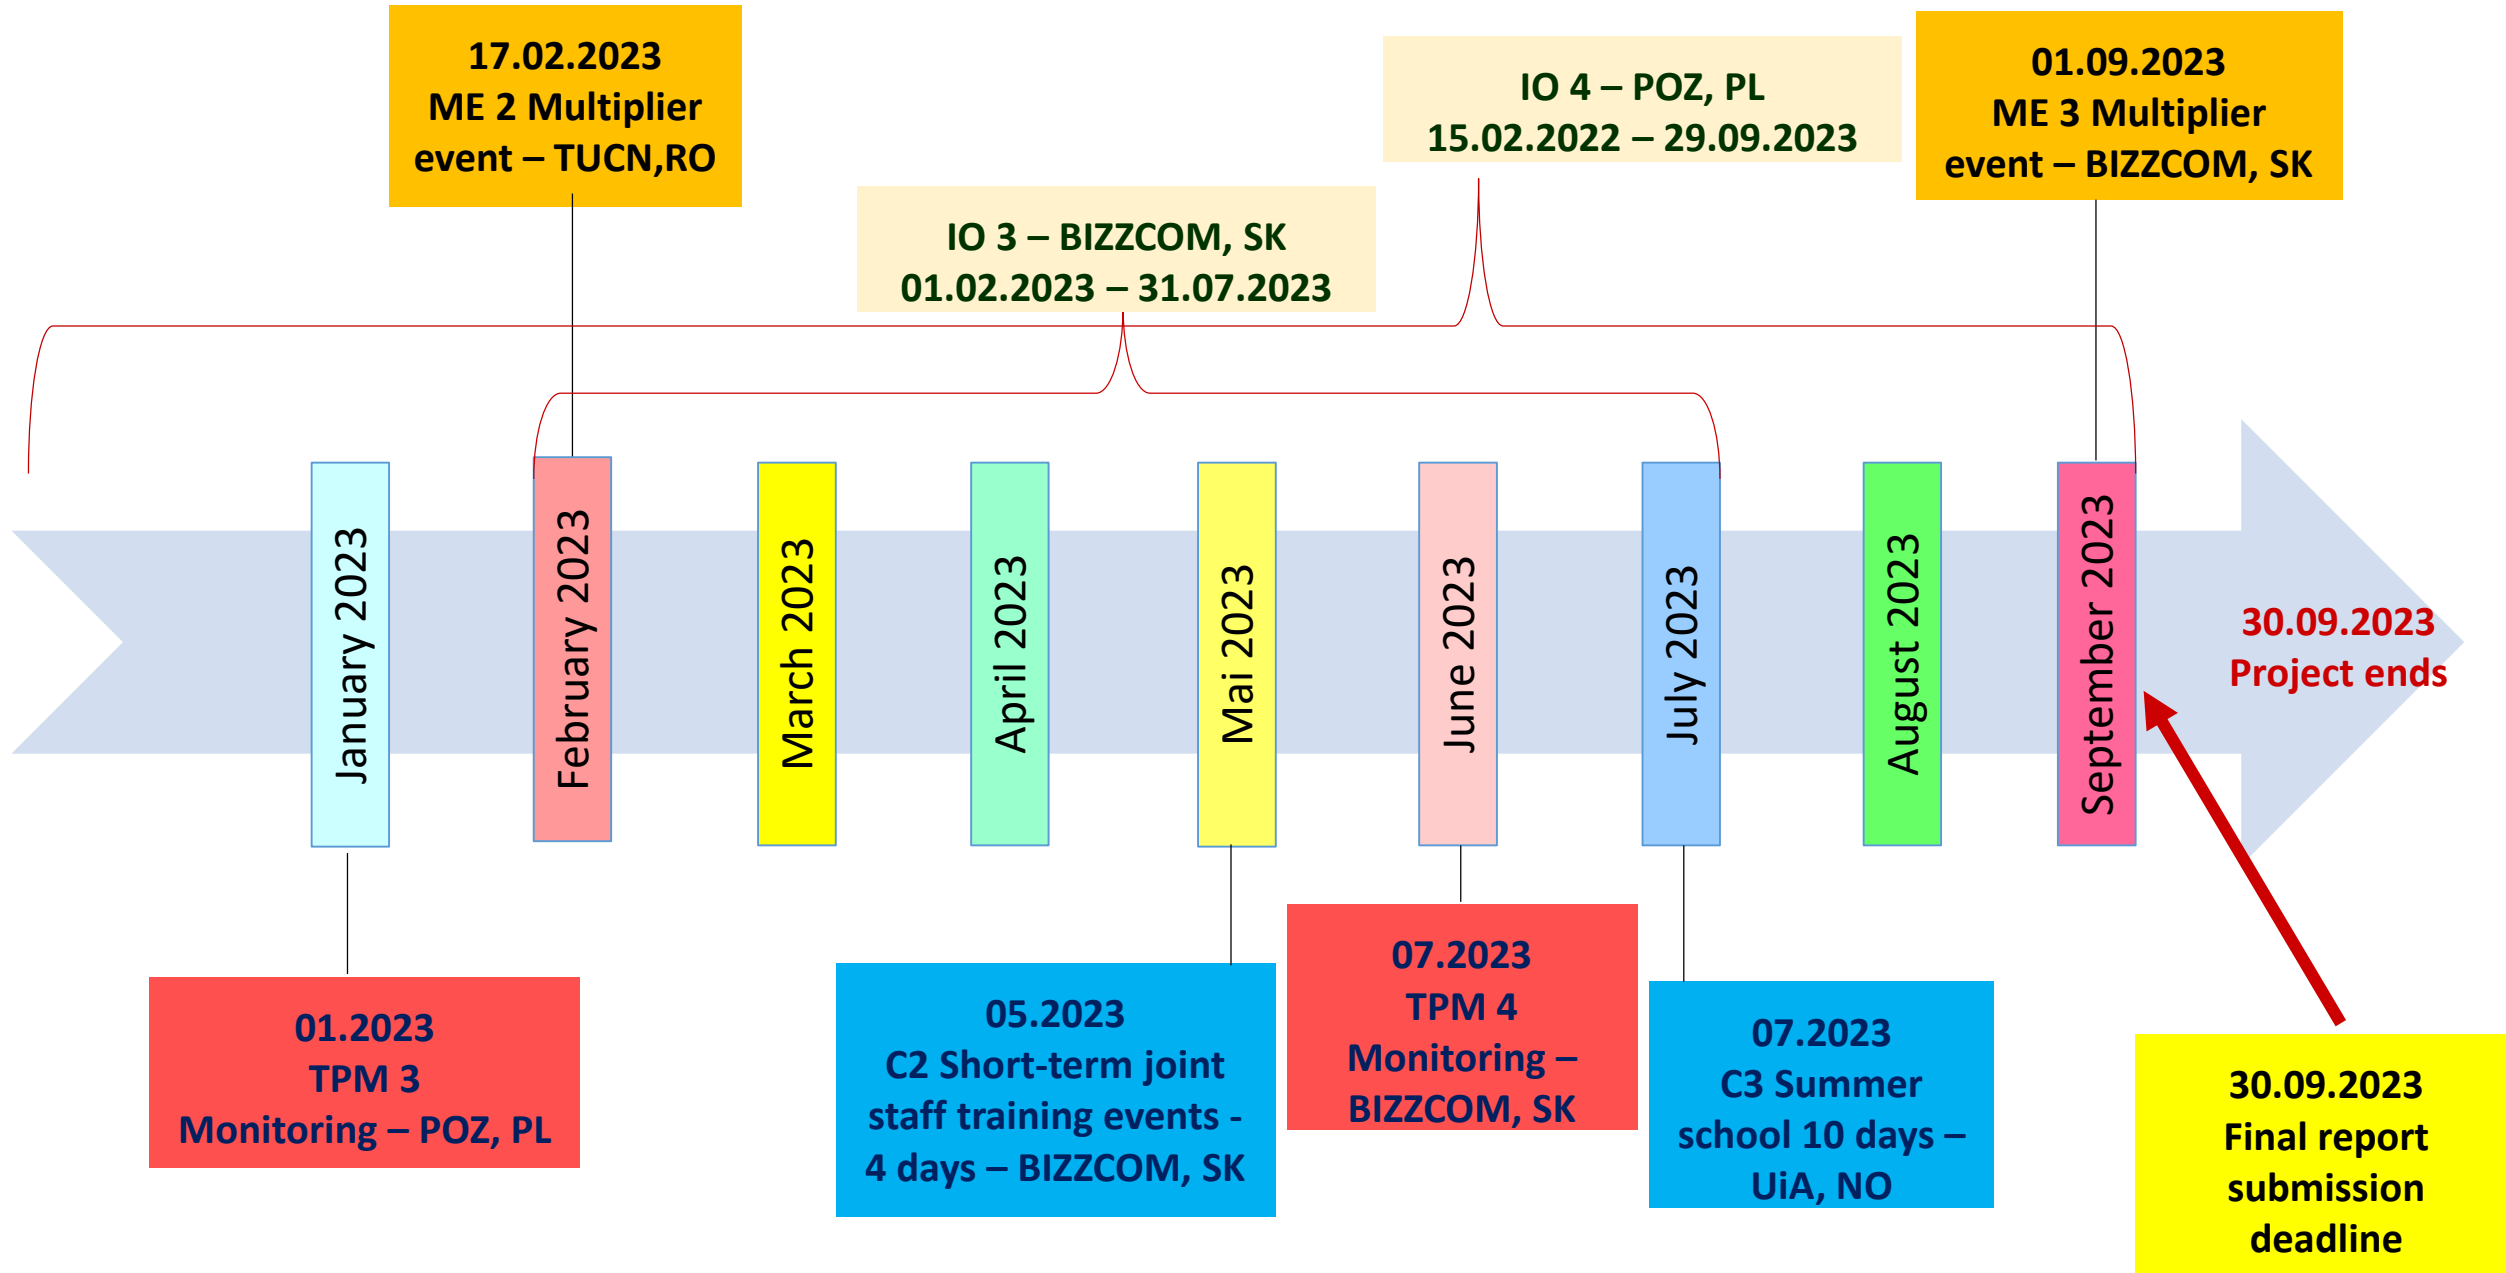 17.02.2023
ME 2 Multiplier
event – TUCN,RO
IO 4 – POZ, PL
15.02.2022 – 29.09.2023
01.09.2023
ME 3 Multiplier
event – BIZZCOM, SK
IO 3 – BIZZCOM, SK
01.02.2023 – 31.07.2023
January 2023
February 2023
March 2023
April 2023
Mai 2023
June 2023
July 2023
August 2023
September 2023
30.09.2023
Project ends
01.2023
TPM 3
Monitoring – POZ, PL
05.2023
C2 Short-term joint
staff training events -
4 days – BIZZCOM, SK
07.2023
TPM 4
Monitoring –
BIZZCOM, SK
07.2023
C3 Summer
school 10 days –
UiA, NO
30.09.2023
Final report
submission
deadline